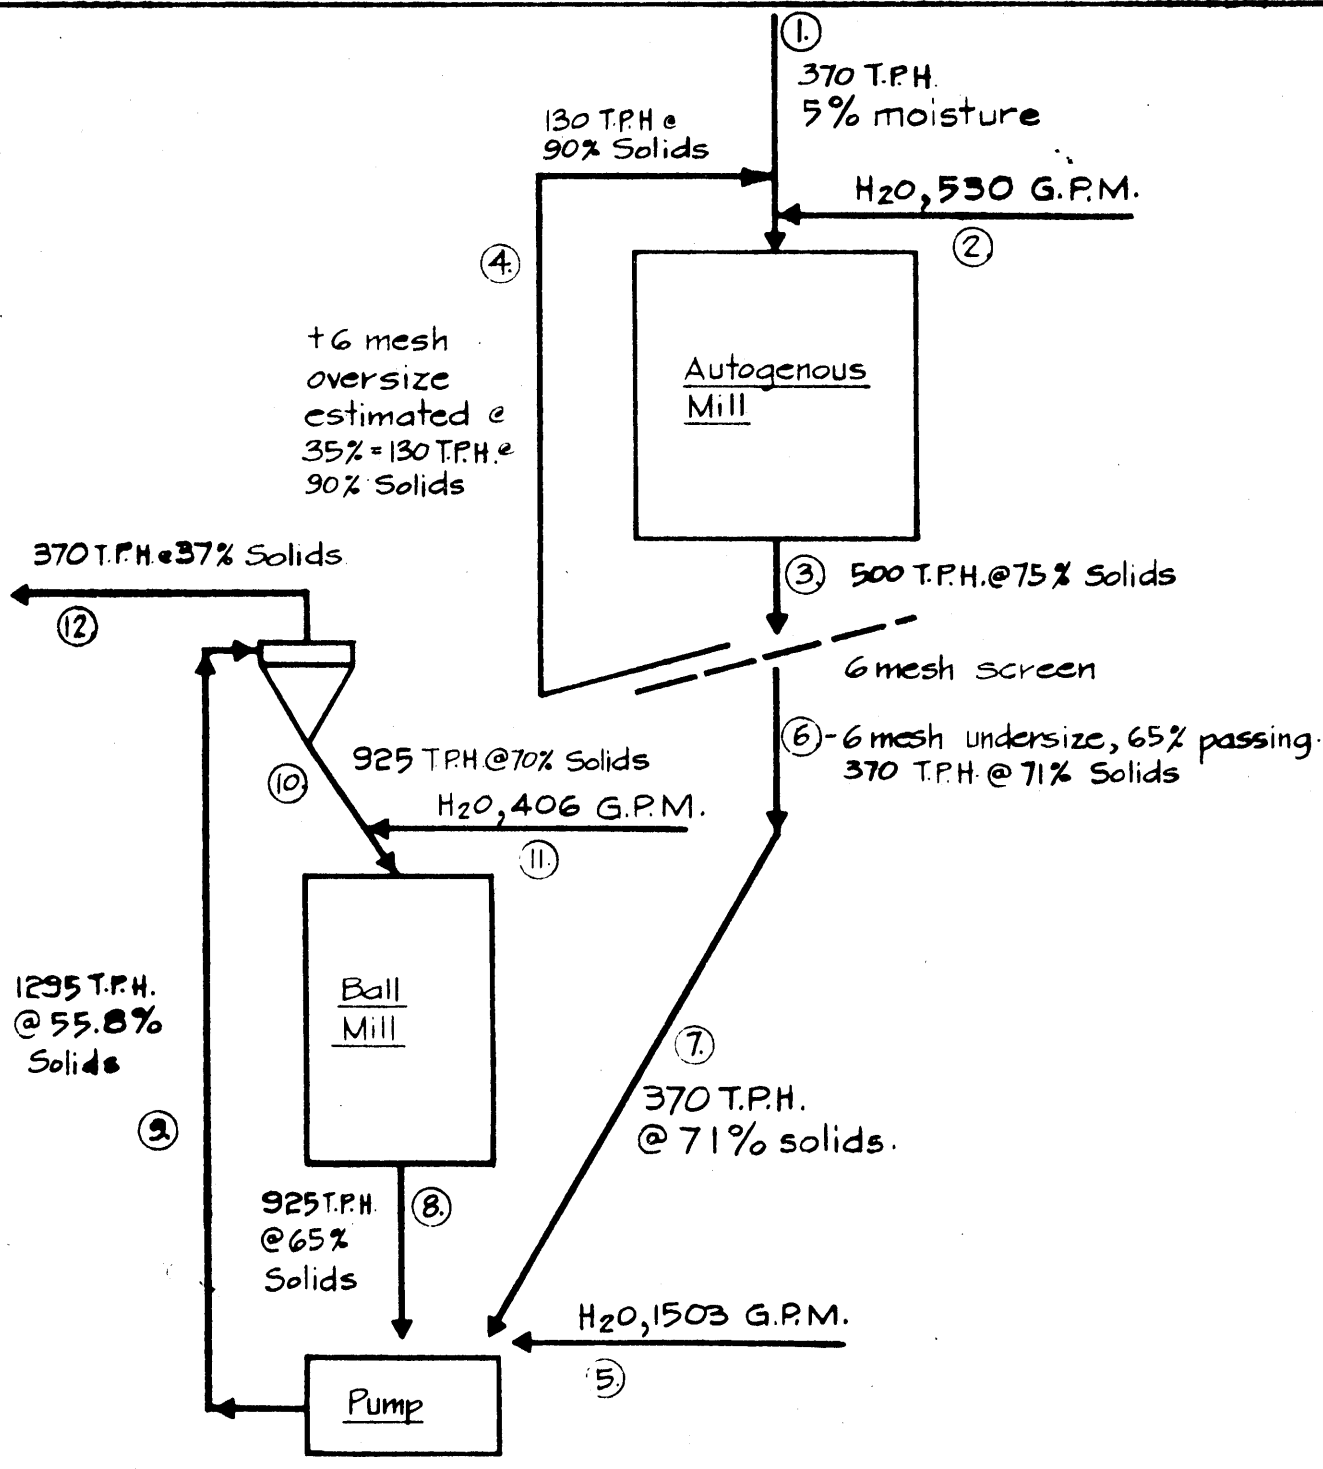 1.
370 T.P.H.
5% moisture
130 T.P.H @
90% Solids
H2O, 530 G.P.M.
2.
4.
+6 mesh
oversize
estimated @
35% = 130 T.P.H. @
90% Solids
Autogenous
Mill
370 T.P.H. @ 37% Solids
12.
3. 500 T.P.H. @ 75% Solids
6 mesh screen
6. -6 mesh undersize, 65% passing.
370 T.P.H. @ 71% Solids
925 T.P.H. @ 70% Solids
10.
H2O, 406 G.P.M.
11.
Ball
Mill
1295 T.P.H.
@ 55.8%
Solids
9.
7.
370 T.P.H.
@ 71% solids.
925 T.P.H.
@ 65%
Solids
8.
H2O, 1503 G.P.M.
5.
Pump